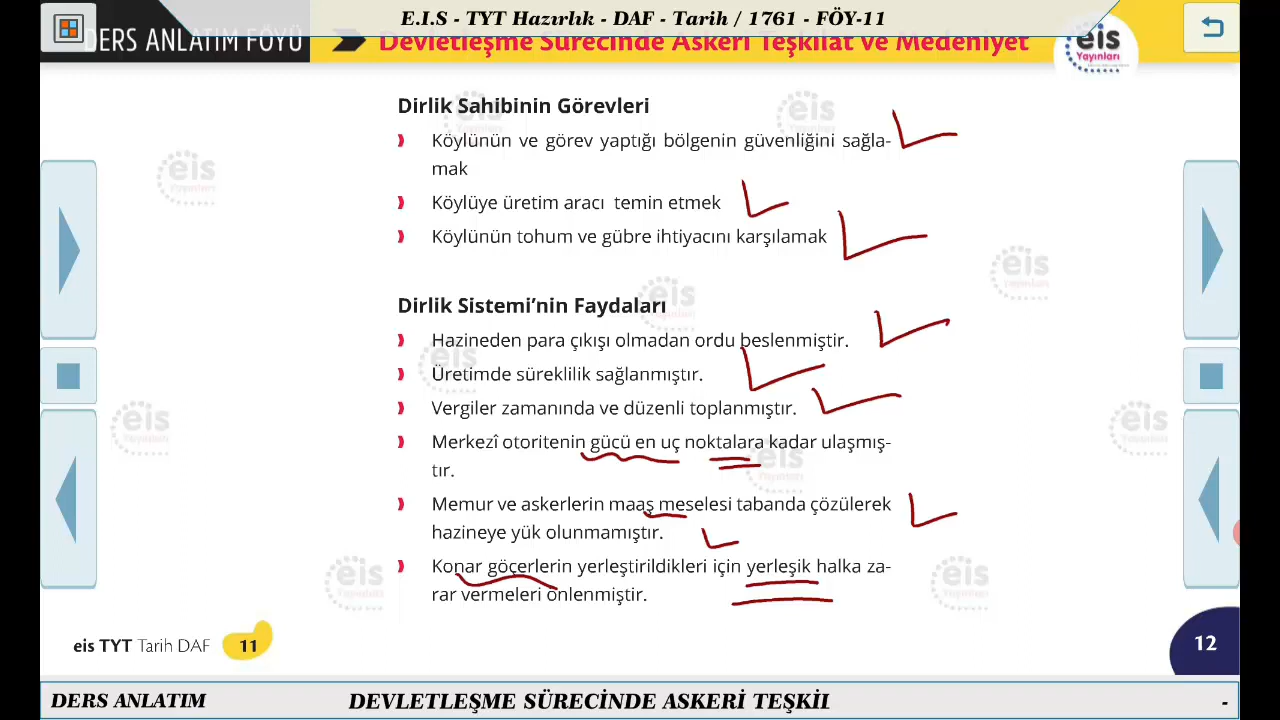 E.I.S - TYT Hazırlık - DAF - Tarih / 1761 - FÖY-11
DERS ANLATIM FÖYÜ
Devletleşme Sürecinde Askeri Teşkilat ve Medeniyet
eis
Yayınları
Dirlik Sahibinin Görevleri
Köylünün ve görev yaptığı bölgenin güvenliğini sağla-
mak
Köylüye üretim aracı temin etmek
Köylünün tohum ve gübre ihtiyacını karşılamak
Dirlik Sistemi’nin Faydaları
Hazineden para çıkışı olmadan ordu beslenmiştir.
Üretimde süreklilik sağlanmıştır.
Vergiler zamanında ve düzenli toplanmıştır.
Merkezî otoritenin gücü en uç noktalara kadar ulaşmış-
tır.
Memur ve askerlerin maaş meselesi tabanda çözülerek
hazineye yük olunmamıştır.
Konar göçerlerin yerleştirildikleri için yerleşik halka za-
rar vermeleri önlenmiştir.
eis TYT Tarih DAF 11
12
DERS ANLATIM DEVLETLEŞME SÜRECİNDE ASKERİ TEŞKİI -